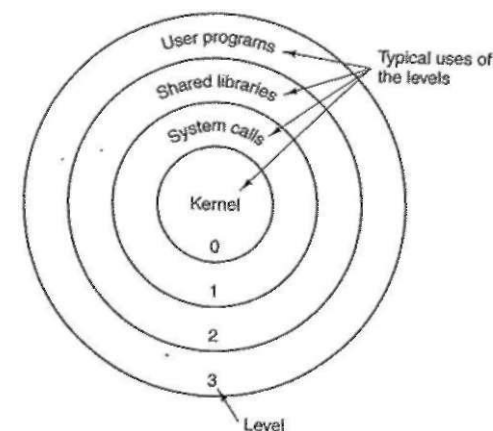 User programs
Shared libraries
System calls
Kernel
0
1
2
3
Typical uses of
the levels
Level